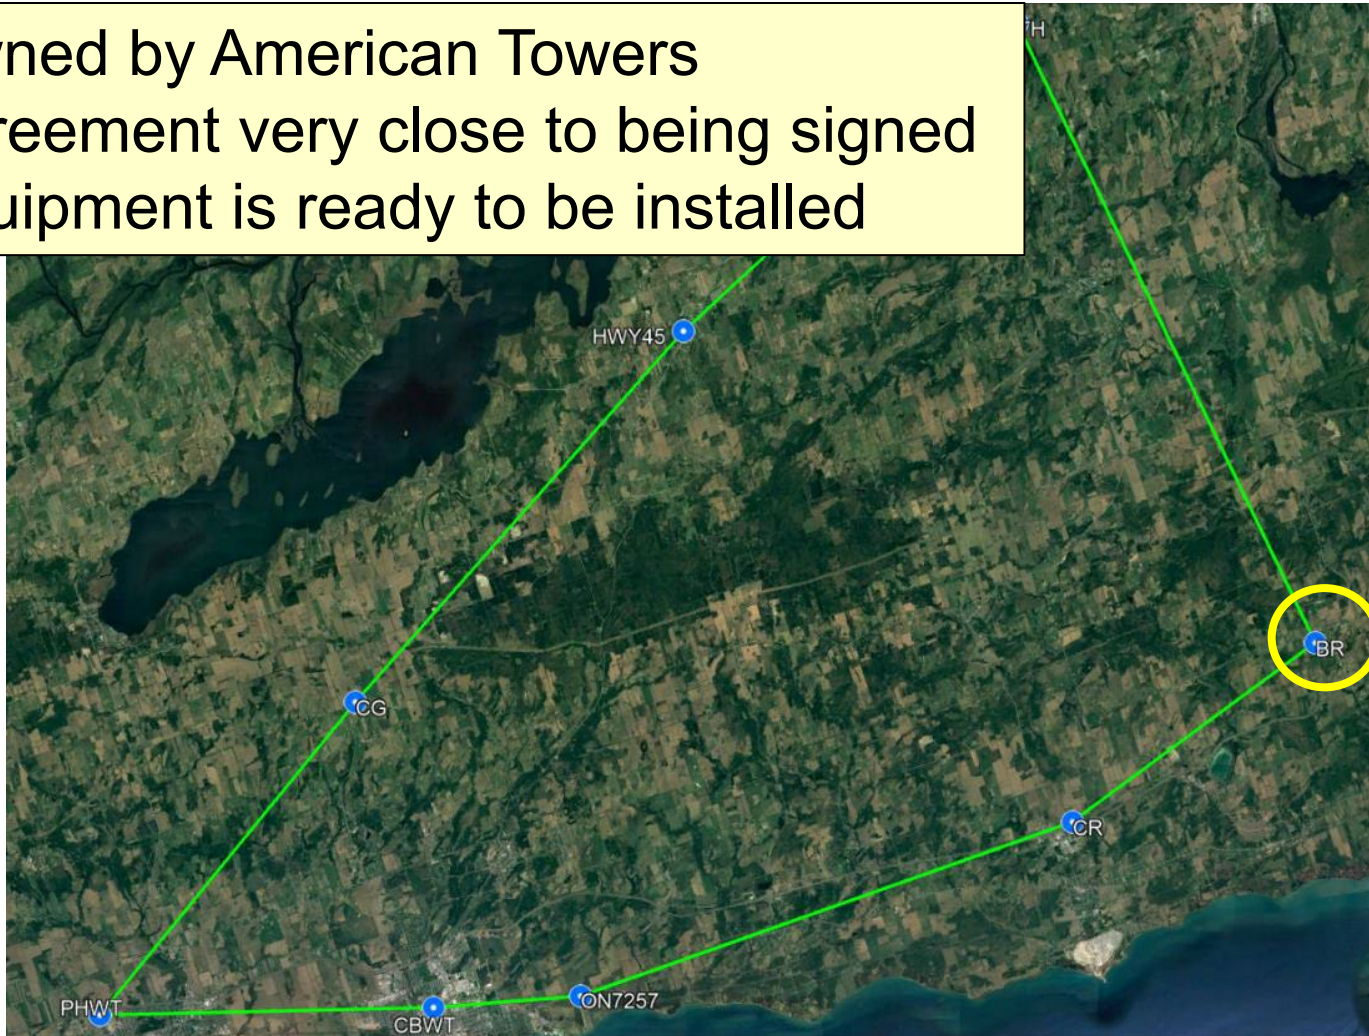 wned by American Towers
reement very close to being signed
uipment is ready to be installed
H
HWY45
BR
CG
CR
PHWT
CBWT
ON7257